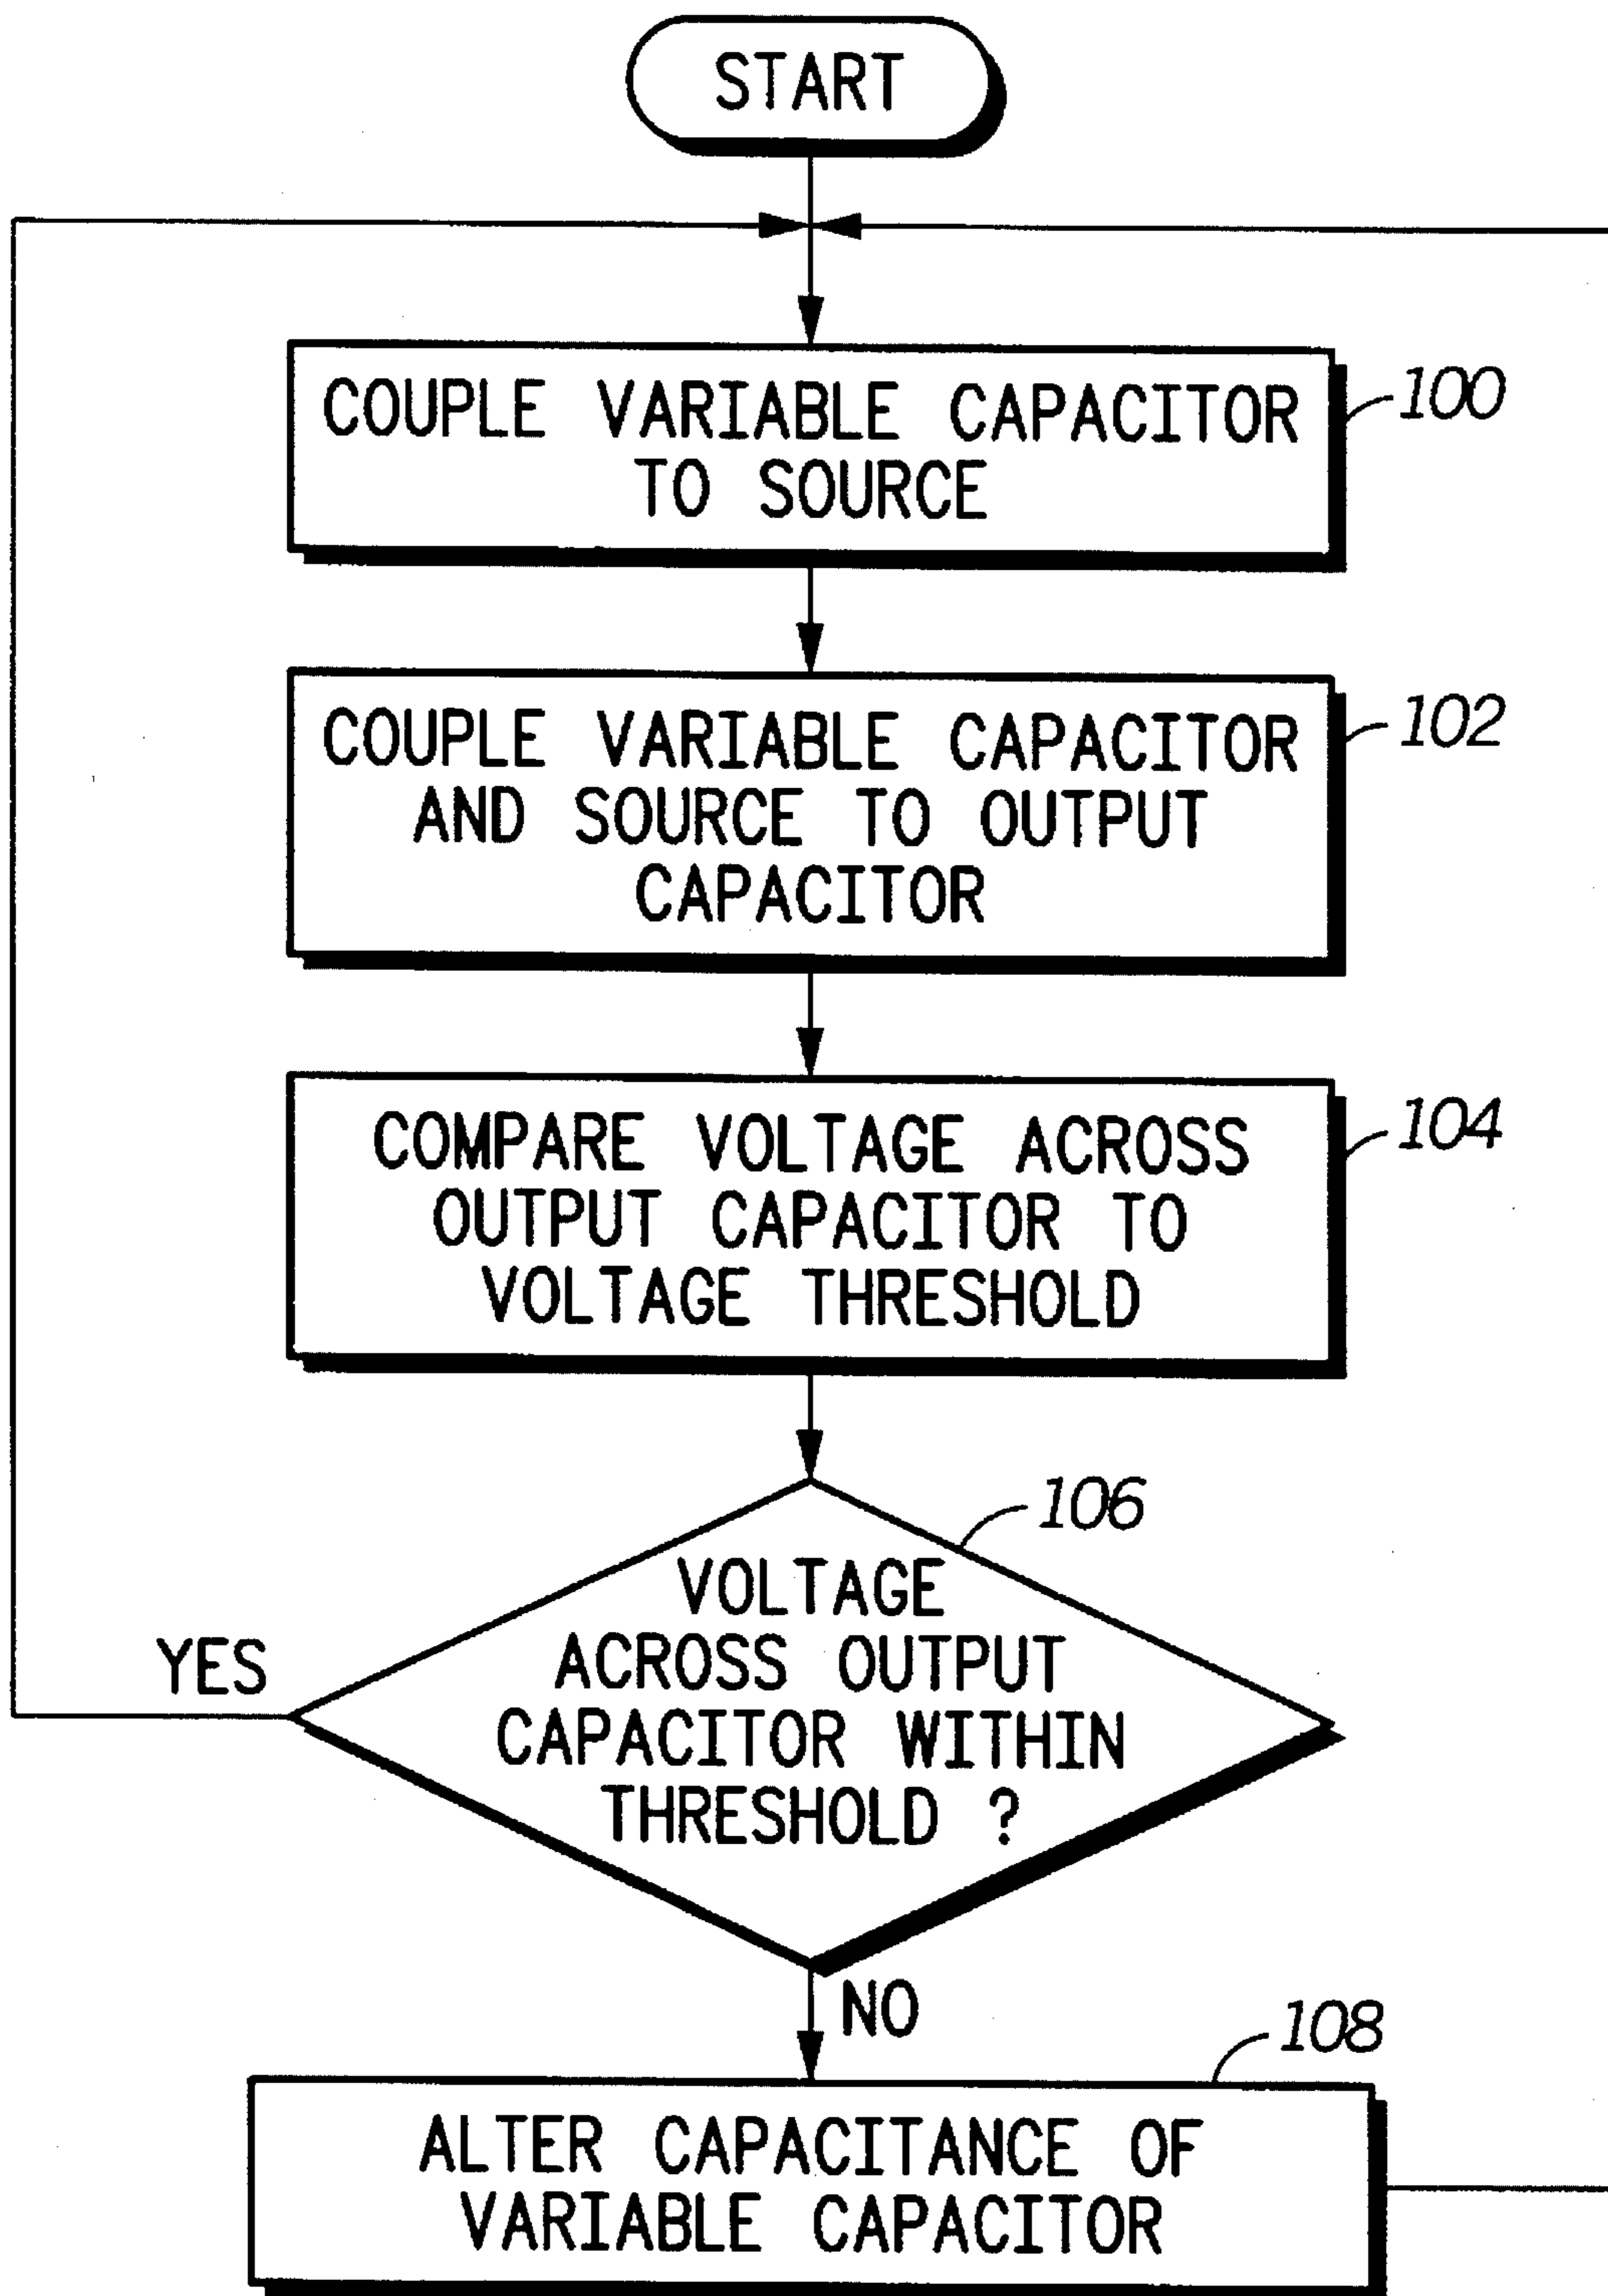 START
COUPLE VARIABLE CAPACITOR
TO SOURCE
100
COUPLE VARIABLE CAPACITOR
AND SOURCE TO OUTPUT
CAPACITOR
102
COMPARE VOLTAGE ACROSS
OUTPUT CAPACITOR TO
VOLTAGE THRESHOLD
104
106
VOLTAGE
ACROSS OUTPUT
CAPACITOR WITHIN
THRESHOLD ?
YES
NO
108
ALTER CAPACITANCE OF
VARIABLE CAPACITOR